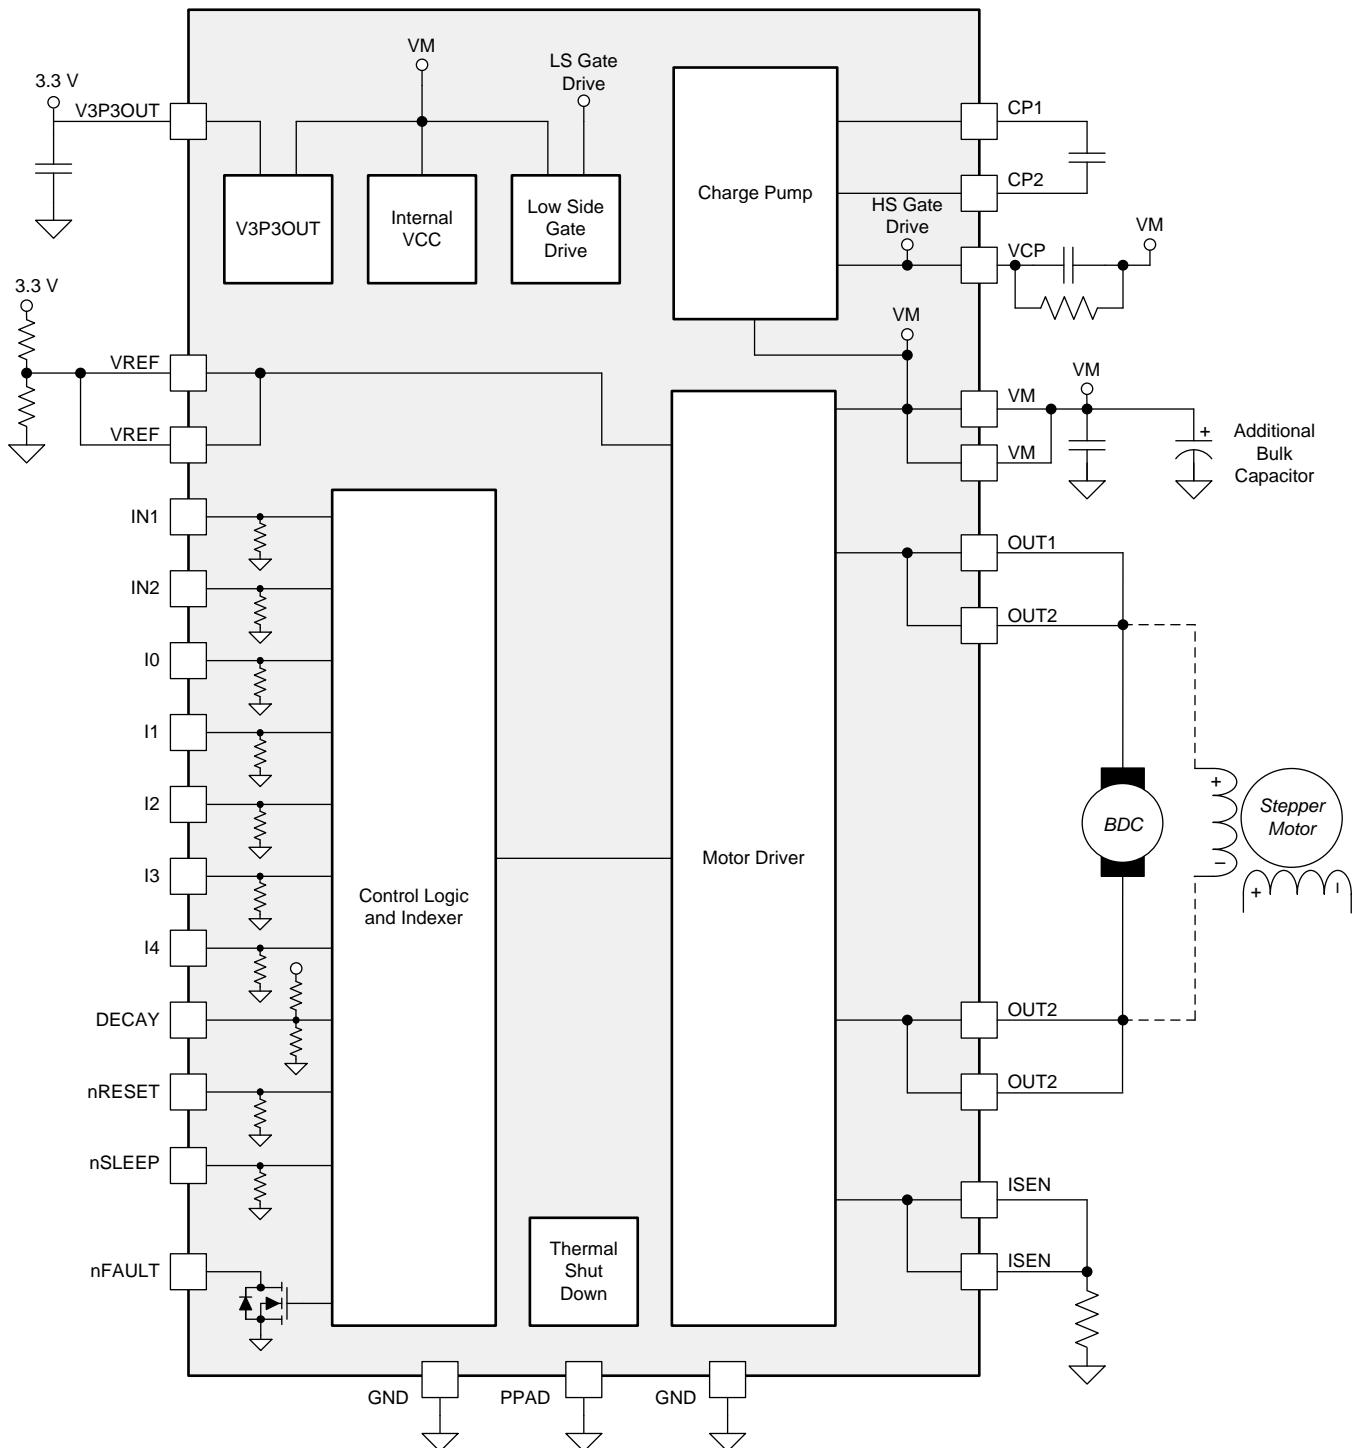 VM
LS Gate
Drive
3.3 V
V3P3OUT
CP1
V3P3OUT
Internal
VCC
Low Side
Gate
Drive
Charge Pump
CP2
HS Gate
Drive
VCP
VM
3.3 V
VM
VREF
VREF
VM
VM
VM
+
Additional
Bulk
Capacitor
IN1
IN2
I0
I1
I2
I3
I4
DECAY
nRESET
nSLEEP
nFAULT
Control Logic
and Indexer
Motor Driver
Thermal
Shut
Down
OUT1
OUT2
BDC
+
−
Stepper
Motor
+
−
OUT2
OUT2
ISEN
ISEN
GND
PPAD
GND